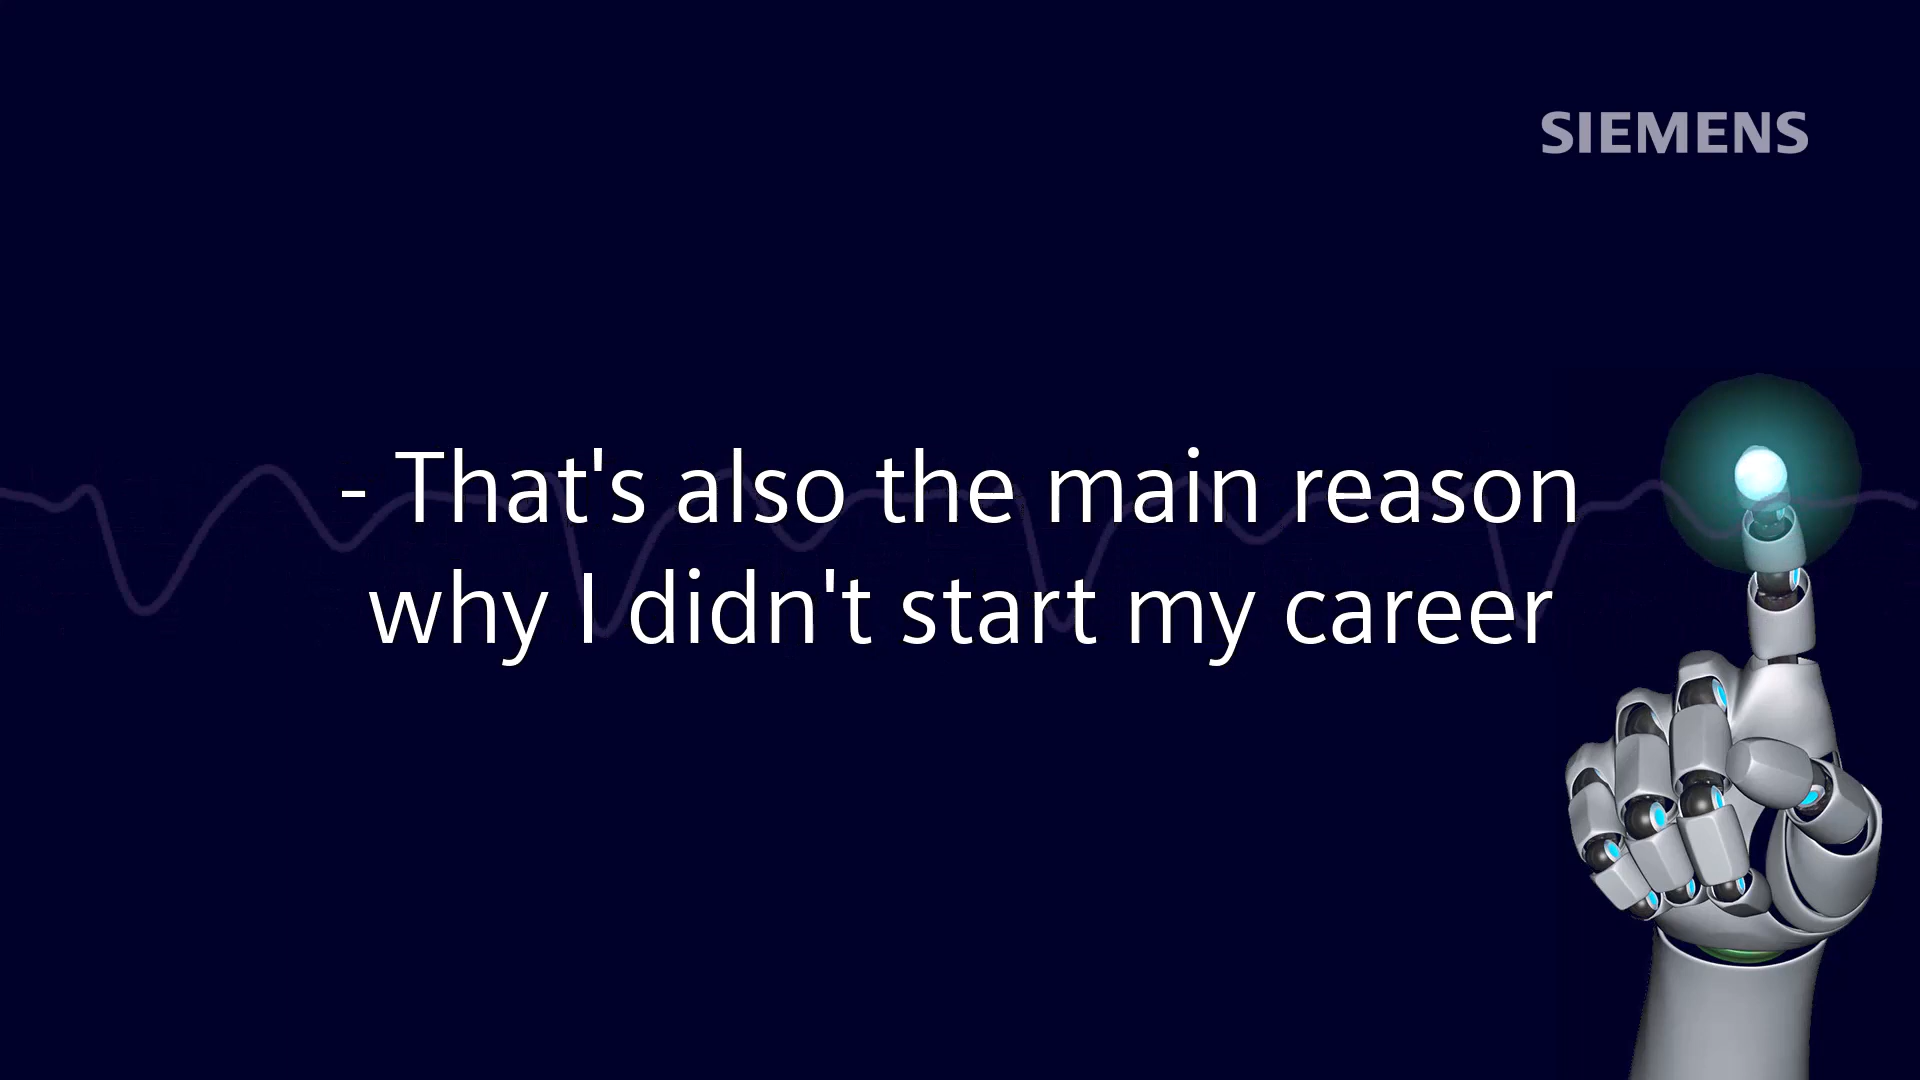 SIEMENS
- That's also the main reason
why I didn't start my career